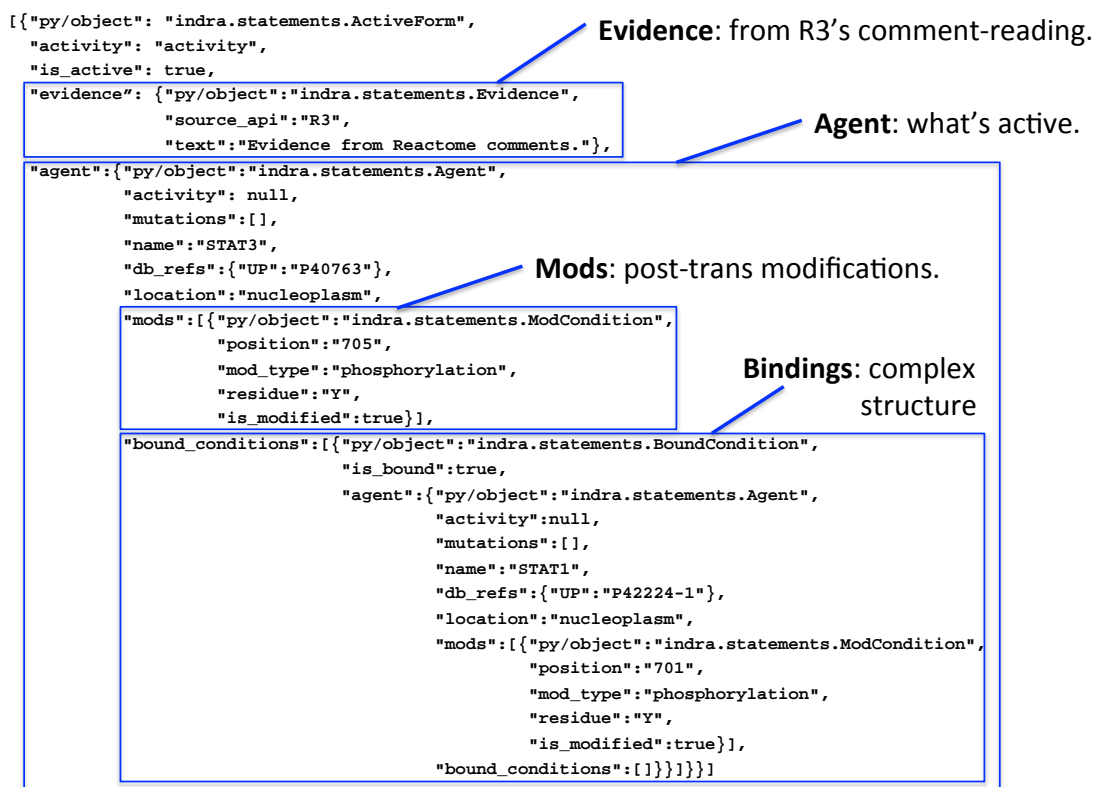 [{"py/object": "indra.statements.ActiveForm",
"activity": "activity",
Evidence: from R3's comment-reading.
"is_active": true,
"evidence": {"py/object":"indra.statements.Evidence",
"source_api":"R3",
Agent: what's active.
"text":"Evidence from Reactome comments."},
"agent":{"py/object":"indra.statements.Agent",
"activity": null,
"mutations":[],
"name":"STAT3",
"db_refs":{"UP":"P40763"},
Mods: post-trans modifications.
"location":"nucleoplasm",
"mods":[{"py/object":"indra.statements.ModCondition",
"position":"705",
"mod_type":"phosphorylation",
Bindings: complex
structure
"residue":"Y",
"is_modified":true}],
"bound_conditions":[{"py/object":"indra.statements.BoundCondition",
"is_bound":true,
"agent":{"py/object":"indra.statements.Agent",
"activity":null,
"mutations":[],
"name":"STAT1",
"db_refs":{"UP":"P42224-1"},
"location":"nucleoplasm",
"mods":[{"py/object":"indra.statements.ModCondition",
"position":"701",
"mod_type":"phosphorylation",
"residue":"Y",
"is_modified":true}],
"bound_conditions":[]}}]}}]